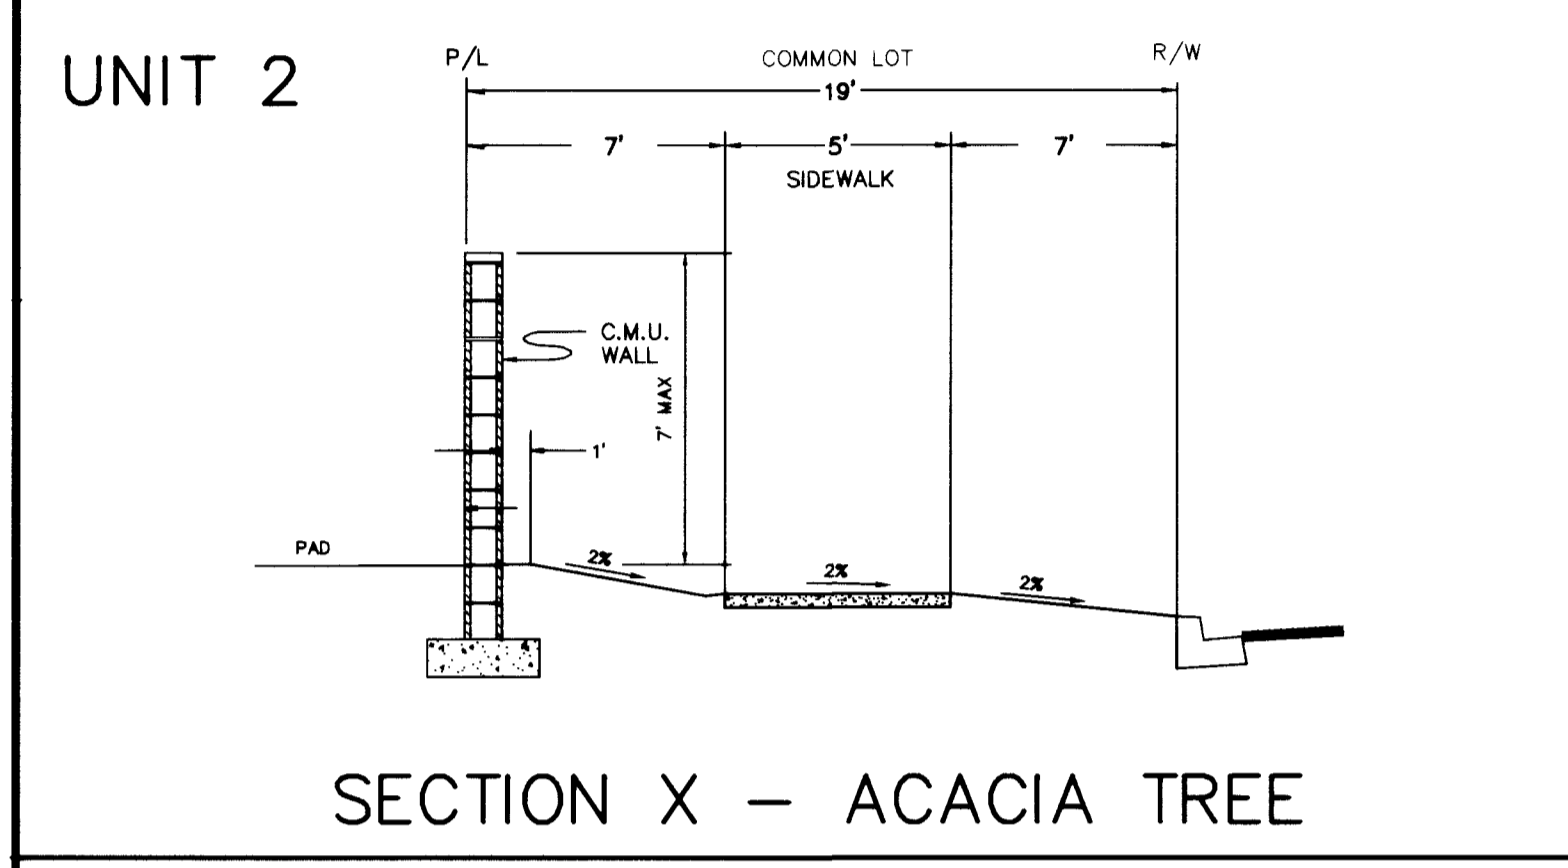 UNIT 2
P/L
COMMON LOT
R/W
19'
7'
5'
7'
SIDEWALK
C.M.U.
WALL
7' MAX
1'
PAD
2%
2%
2%
SECTION X – ACACIA TREE